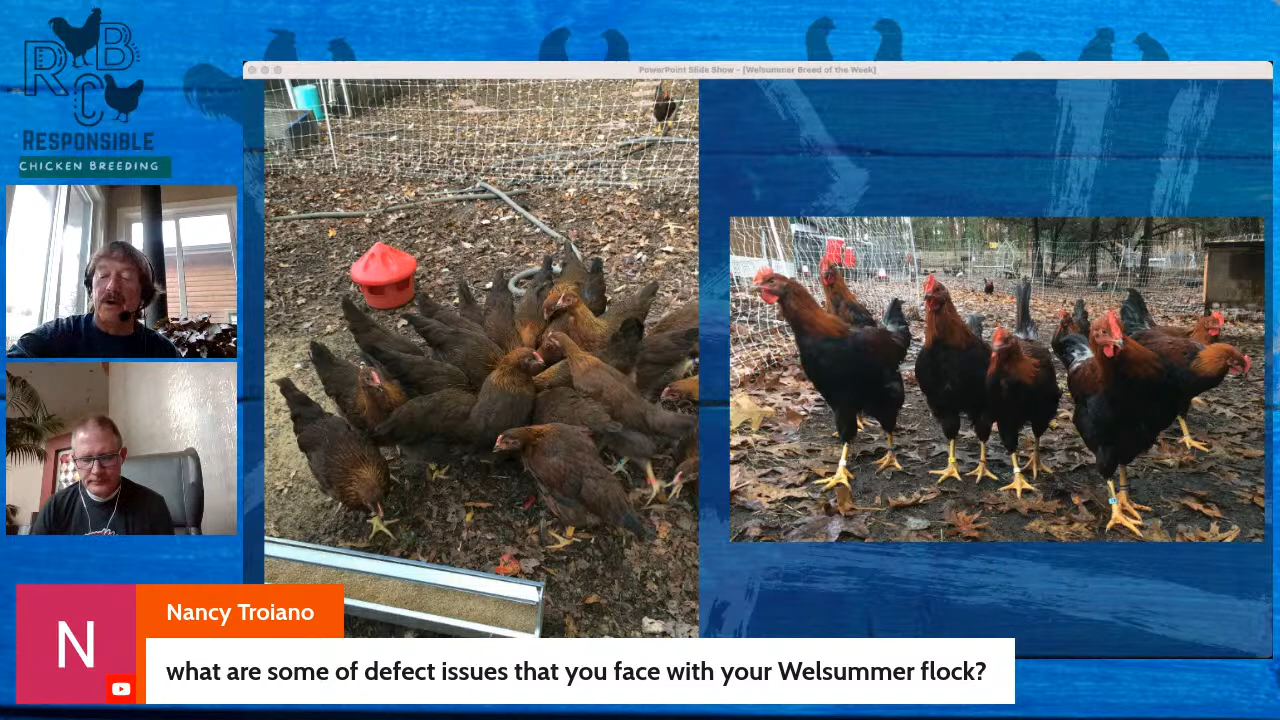 R B C
RESPONSIBLE
CHICKEN BREEDING
PowerPoint Slide Show - [Welsummer Breed of the Week]
N
Nancy Troiano
what are some of defect issues that you face with your Welsummer flock?